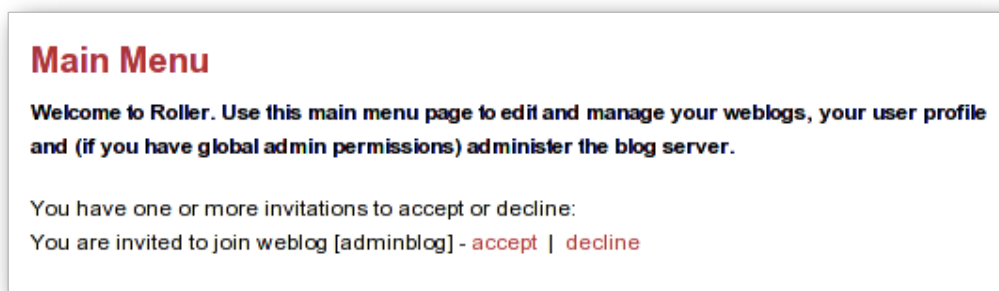 Main Menu
Welcome to Roller. Use this main menu page to edit and manage your weblogs, your user profile
and (if you have global admin permissions) administer the blog server.
You have one or more invitations to accept or decline:
You are invited to join weblog [adminblog] - accept | decline